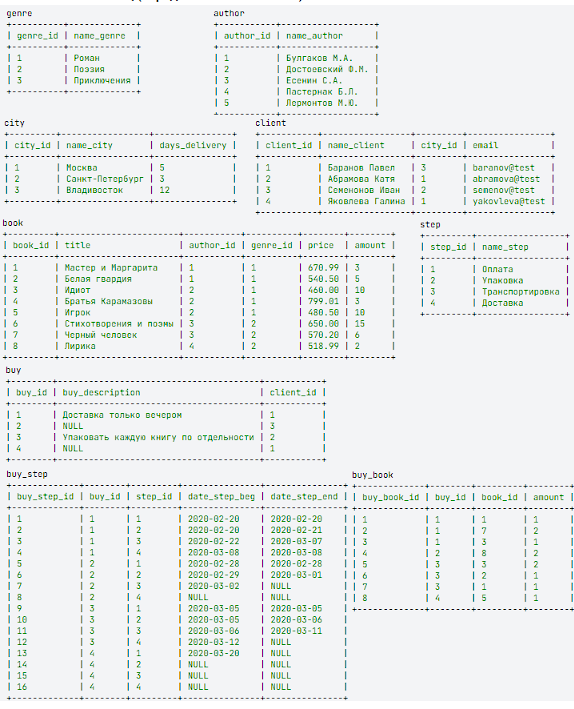 genre
| genre_id | name_genre |
| 1 | Роман |
| 2 | Поэзия |
| 3 | Приключения |
author
| author_id | name_author |
| 1 | Булгаков М.А. |
| 2 | Достоевский Ф.М. |
| 3 | Есенин С.А. |
| 4 | Пастернак Б.Л. |
| 5 | Лермонтов М.Ю. |
city
| city_id | name_city | days_delivery |
| 1 | Москва | 5 |
| 2 | Санкт-Петербург | 3 |
| 3 | Владивосток | 12 |
client
| client_id | name_client | city_id | email |
| 1 | Баранов Павел | 3 | baranov@test |
| 2 | Абрамова Катя | 1 | abramova@test |
| 3 | Семенонов Иван | 2 | semenov@test |
| 4 | Яковлева Галина | 1 | yakovleva@test |
book
| book_id | title | author_id | genre_id | price | amount |
| 1 | Мастер и Маргарита | 1 | 1 | 670.99 | 3 |
| 2 | Белая гвардия | 1 | 1 | 540.50 | 5 |
| 3 | Идиот | 2 | 1 | 460.00 | 10 |
| 4 | Братья Карамазовы | 2 | 1 | 799.01 | 3 |
| 5 | Игрок | 2 | 1 | 480.50 | 10 |
| 6 | Стихотворения и поэмы | 3 | 2 | 650.00 | 15 |
| 7 | Черный человек | 3 | 2 | 570.20 | 6 |
| 8 | Лирика | 4 | 2 | 518.99 | 2 |
step
| step_id | name_step |
| 1 | Оплата |
| 2 | Упаковка |
| 3 | Транспортировка |
| 4 | Доставка |
buy
| buy_id | buy_description | client_id |
| 1 | Доставка только вечером | 1 |
| 2 | NULL | 3 |
| 3 | Упаковать каждую книгу по отдельности | 2 |
| 4 | NULL | 1 |
buy_step
| buy_step_id | buy_id | step_id | date_step_beg | date_step_end |
| 1 | 1 | 1 | 2020-02-20 | 2020-02-20 |
| 2 | 1 | 2 | 2020-02-20 | 2020-02-21 |
| 3 | 1 | 3 | 2020-02-22 | 2020-03-07 |
| 4 | 1 | 4 | 2020-03-08 | 2020-03-08 |
| 5 | 2 | 1 | 2020-02-28 | 2020-02-28 |
| 6 | 2 | 2 | 2020-02-29 | 2020-03-01 |
| 7 | 2 | 3 | 2020-03-02 | NULL |
| 8 | 2 | 4 | NULL | NULL |
| 9 | 3 | 1 | 2020-03-05 | 2020-03-05 |
| 10 | 3 | 2 | 2020-03-05 | 2020-03-06 |
| 11 | 3 | 3 | 2020-03-06 | 2020-03-11 |
| 12 | 3 | 4 | 2020-03-12 | NULL |
| 13 | 4 | 1 | 2020-03-20 | NULL |
| 14 | 4 | 2 | NULL | NULL |
| 15 | 4 | 3 | NULL | NULL |
| 16 | 4 | 4 | NULL | NULL |
buy_book
| buy_book_id | buy_id | book_id | amount |
| 1 | 1 | 1 | 1 |
| 2 | 1 | 7 | 2 |
| 3 | 1 | 3 | 1 |
| 4 | 2 | 8 | 2 |
| 5 | 3 | 3 | 2 |
| 6 | 3 | 2 | 1 |
| 7 | 3 | 1 | 1 |
| 8 | 4 | 5 | 1 |